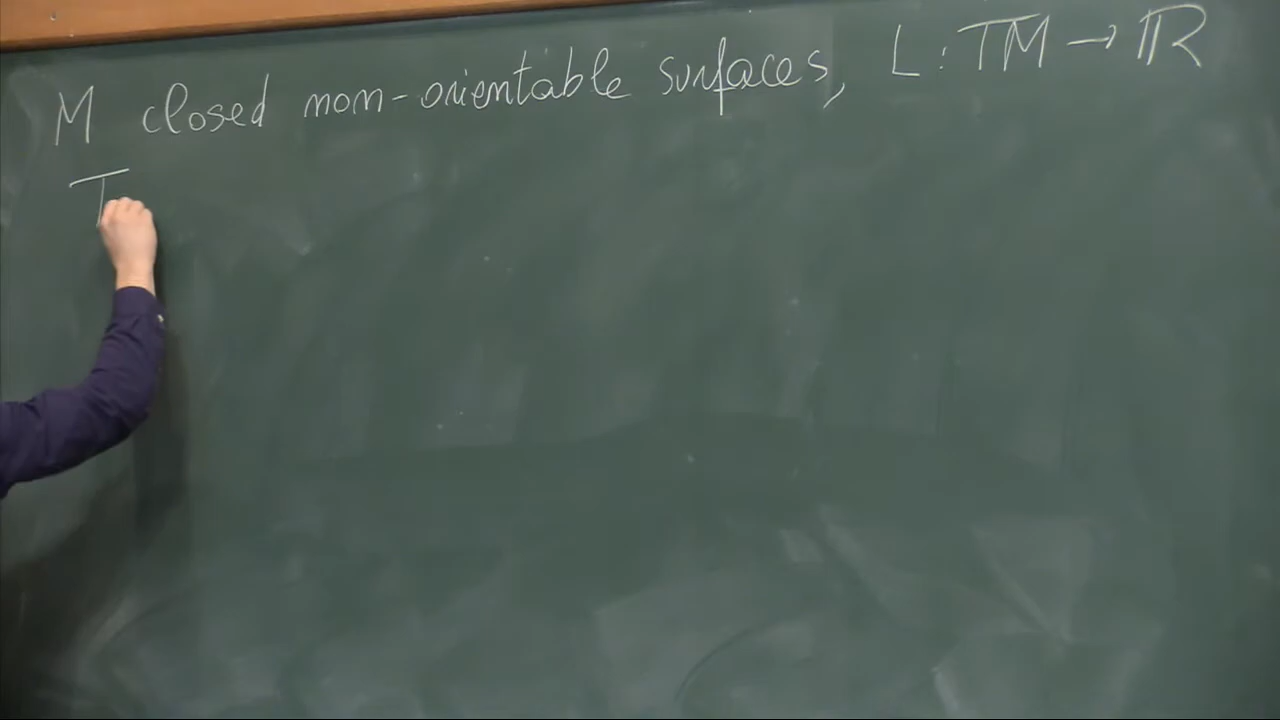 M closed non-orientable surfaces, L : TM → ℝ
T